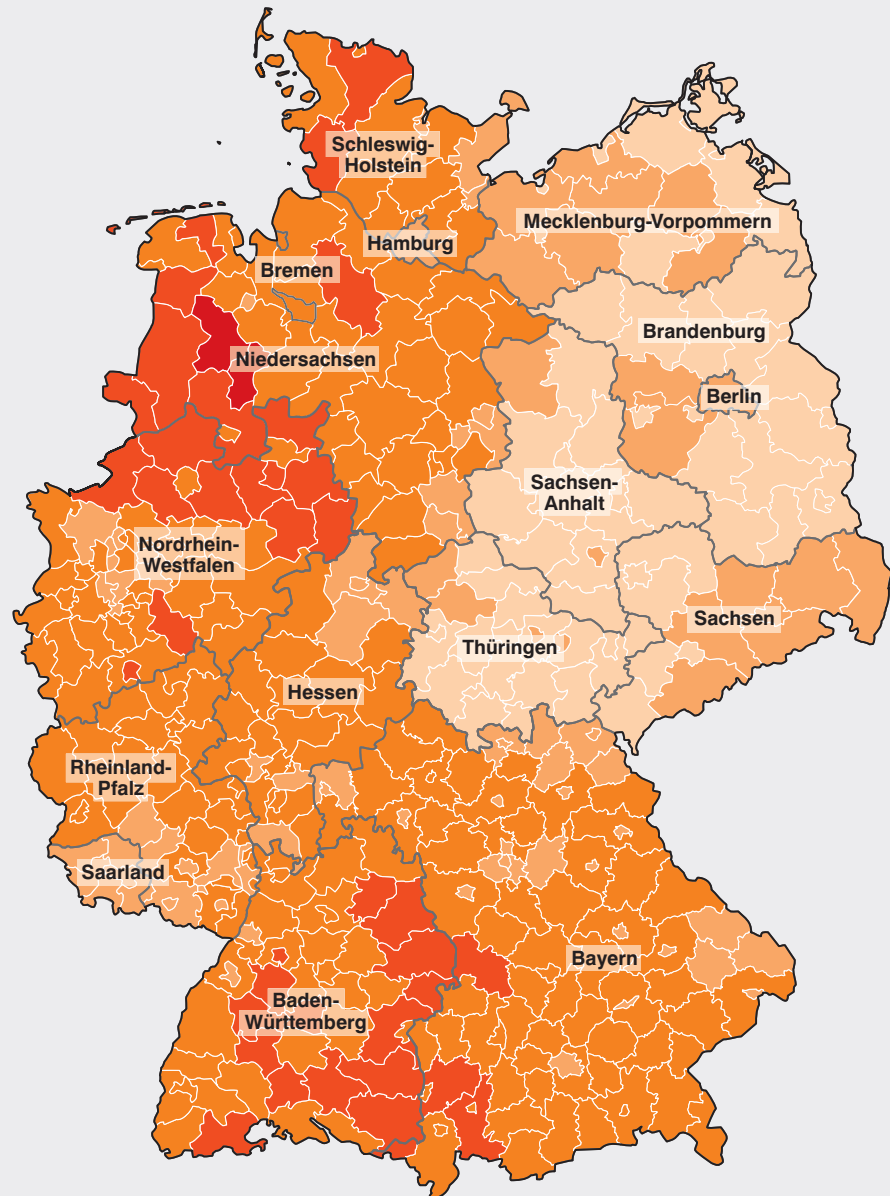 Schleswig-
Holstein
Mecklenburg-Vorpommern
Hamburg
Bremen
Brandenburg
Niedersachsen
Berlin
Sachsen-
Anhalt
Nordrhein-
Westfalen
Sachsen
Thüringen
Hessen
Rheinland-
Pfalz
Saarland
Bayern
Baden-
Württemberg